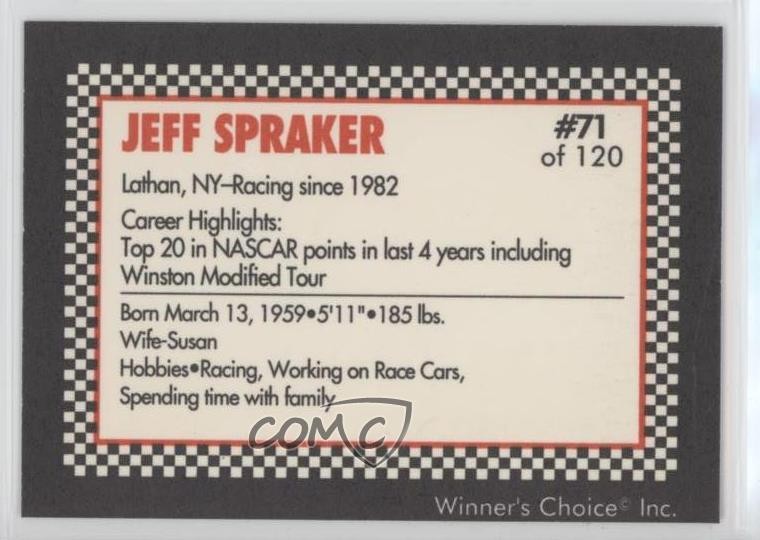 JEFF SPRAKER
#71
of 120
Lathan, NY–Racing since 1982
Career Highlights:
Top 20 in NASCAR points in last 4 years including
Winston Modified Tour
Born March 13, 1959•5'11"•185 lbs.
Wife-Susan
Hobbies•Racing, Working on Race Cars,
Spending time with family
COMC
Winner's Choice© Inc.